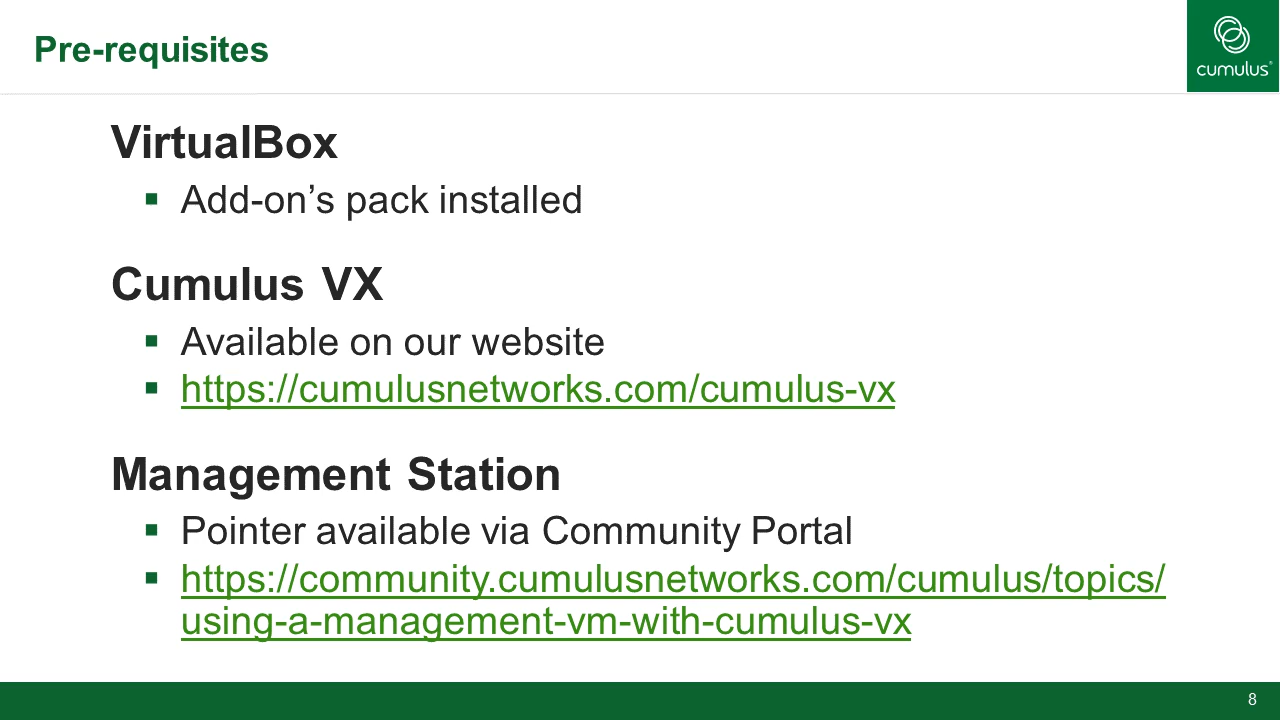 Pre-requisites
cumulus®
VirtualBox
▪ Add-on’s pack installed
Cumulus VX
▪ Available on our website
▪ https://cumulusnetworks.com/cumulus-vx
Management Station
▪ Pointer available via Community Portal
▪ https://community.cumulusnetworks.com/cumulus/topics/
using-a-management-vm-with-cumulus-vx
8